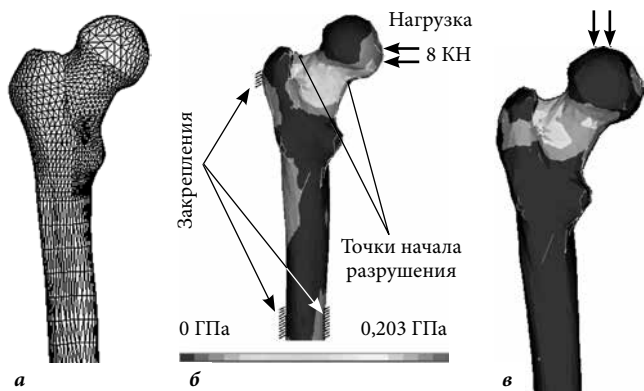 Нагрузка
8 КН
Закрепления
Точки начала
разрушения
0 ГПа
0,203 ГПа
а
б
в